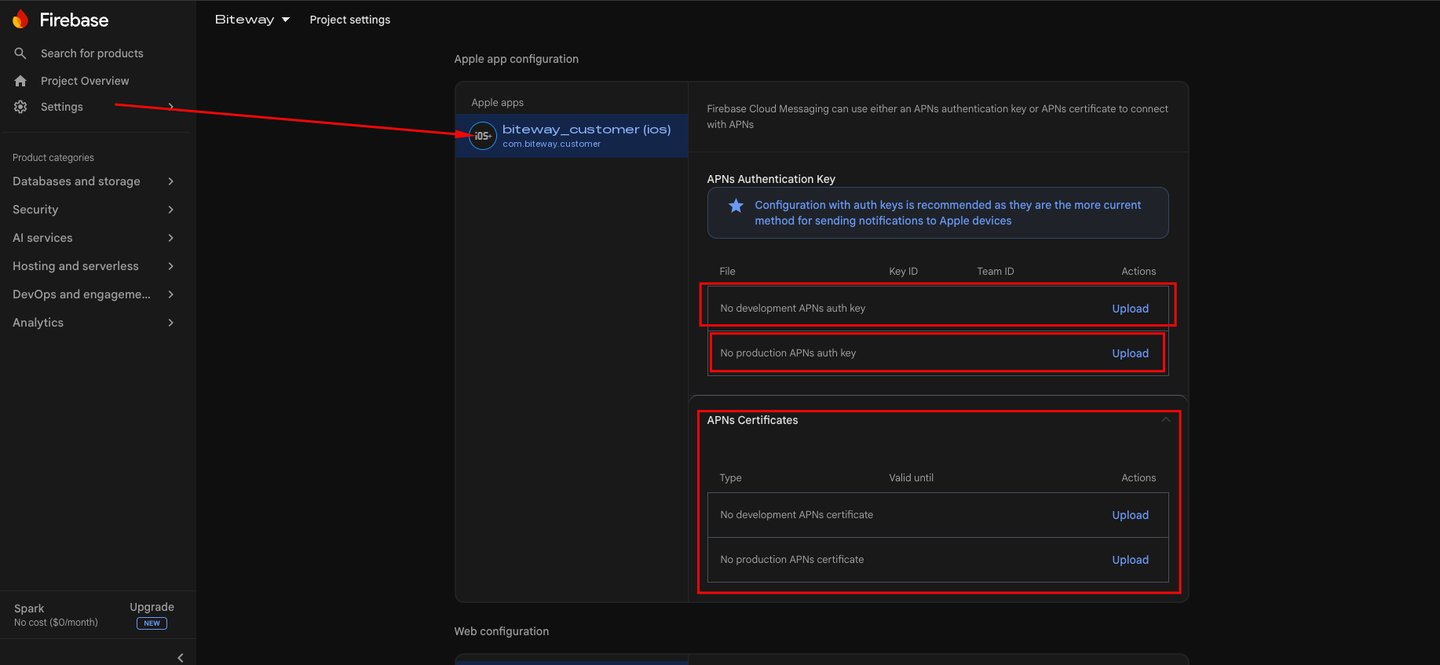 Firebase
Search for products
Project Overview
Settings
Product categories
Databases and storage
Security
AI services
Hosting and serverless
DevOps and engageme...
Analytics
Spark
No cost ($0/month)
Upgrade
NEW
Biteway
Project settings
Apple app configuration
Apple apps
iOS+
biteway_customer (ios)
com.biteway.customer
Firebase Cloud Messaging can use either an APNs authentication key or APNs certificate to connect
with APNs
APNs Authentication Key
Configuration with auth keys is recommended as they are the more current
method for sending notifications to Apple devices
File Key ID Team ID Actions
No development APNs auth key Upload
No production APNs auth key Upload
APNs Certificates
Type Valid until Actions
No development APNs certificate Upload
No production APNs certificate Upload
Web configuration